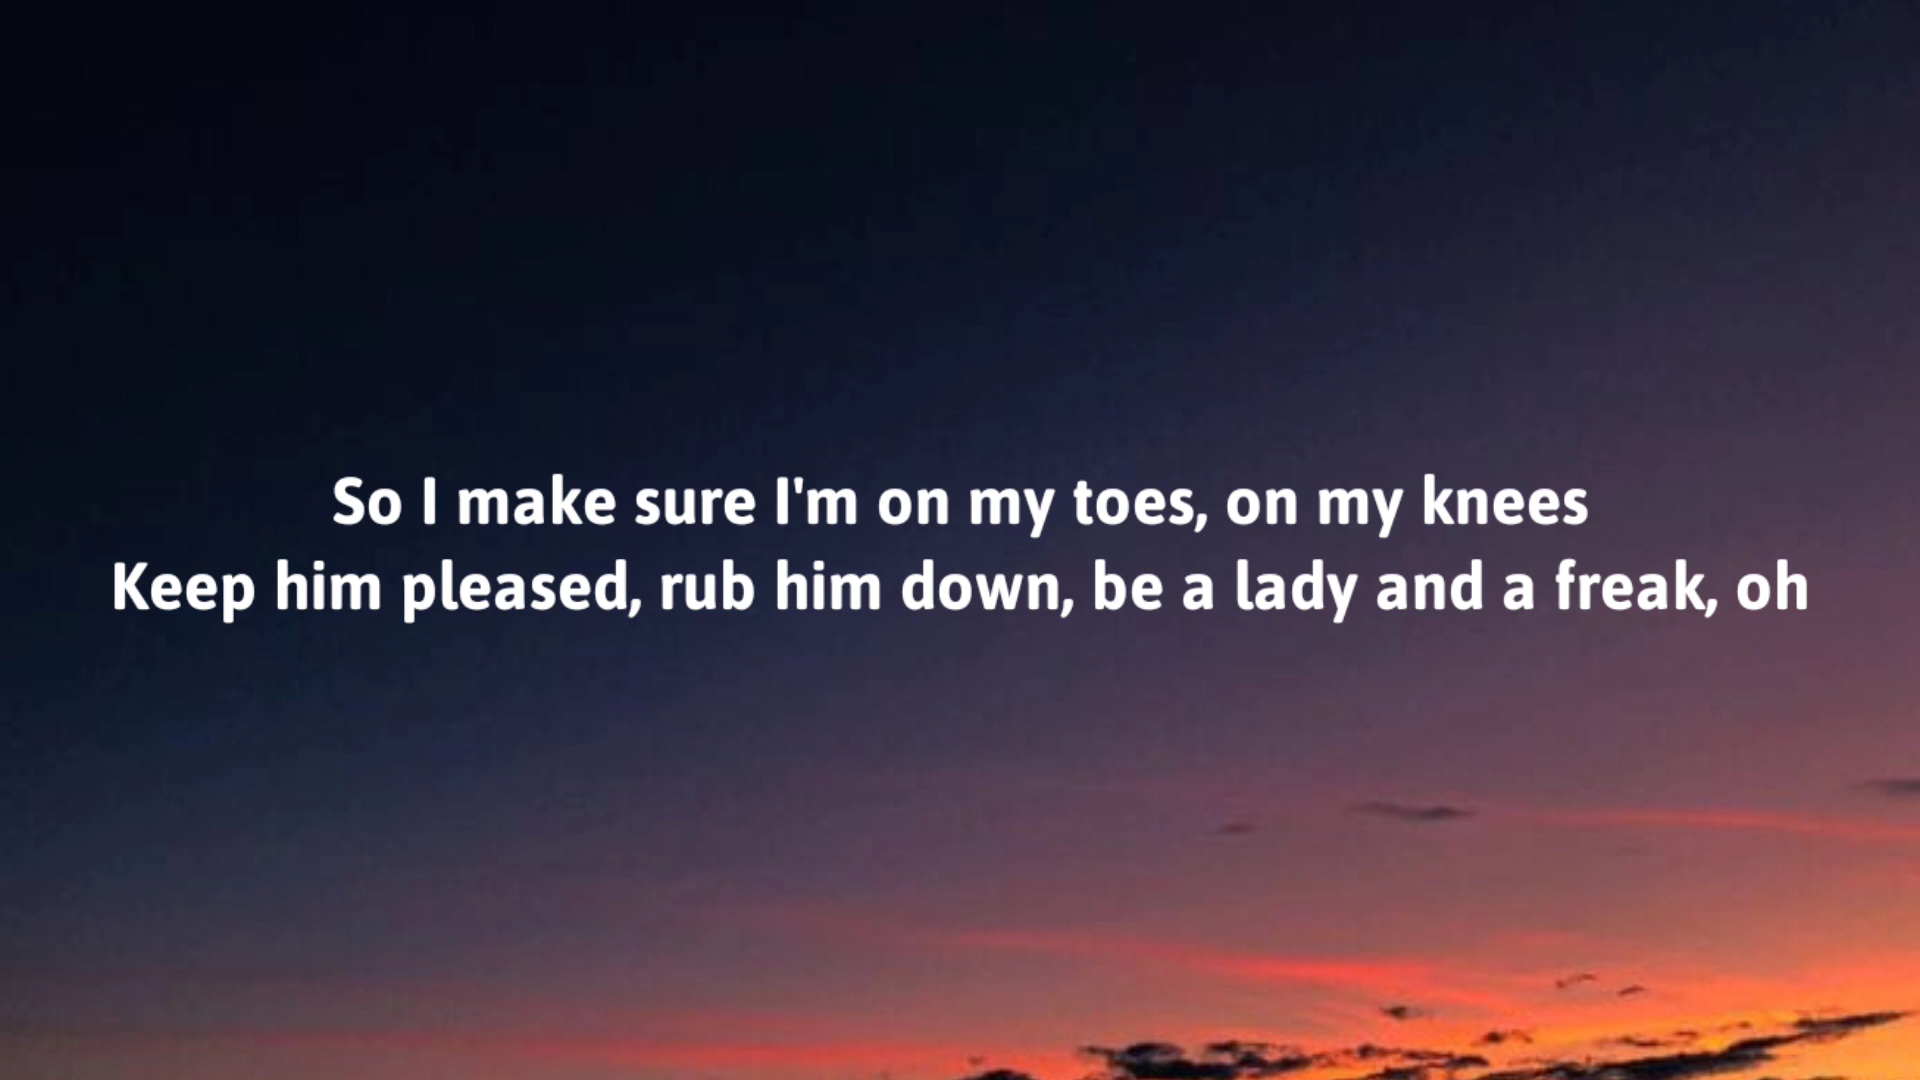 So I make sure I'm on my toes, on my knees
Keep him pleased, rub him down, be a lady and a freak, oh